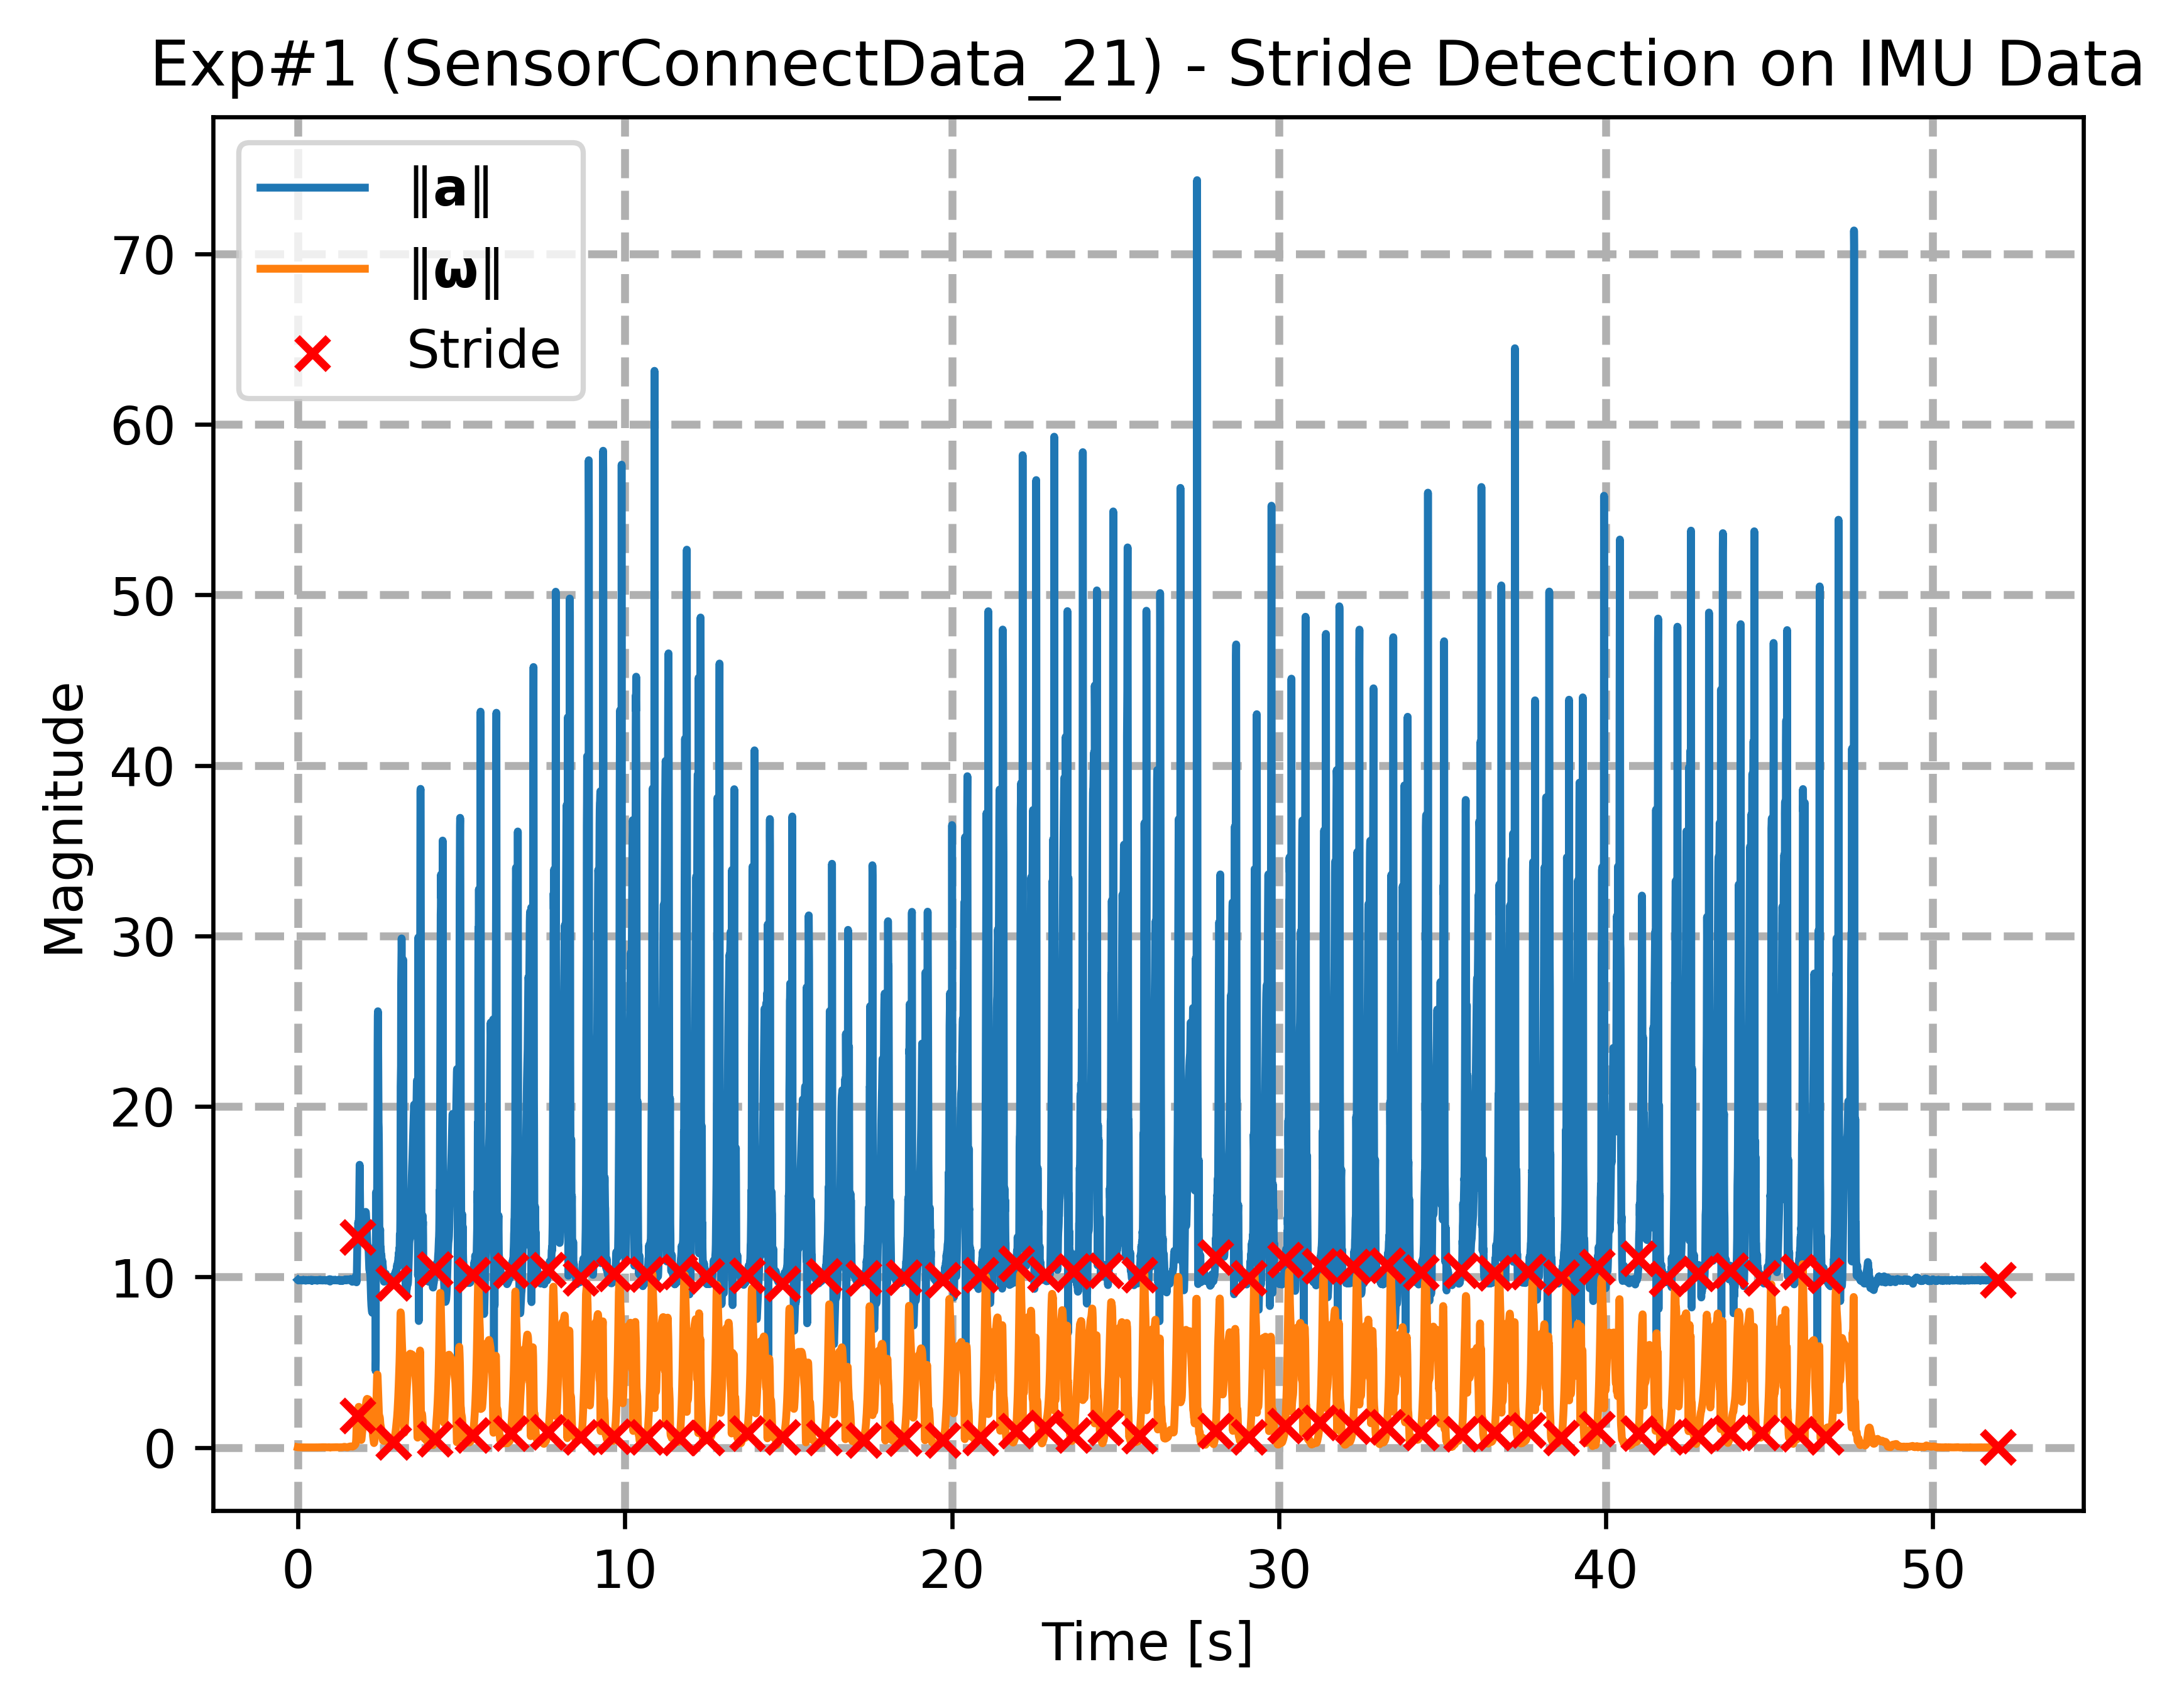 Exp#1 (SensorConnectData_21) - Stride Detection on IMU Data
‖a‖
‖ω‖
Stride
Magnitude
70
60
50
40
30
20
10
0
0 10 20 30 40 50
Time [s]